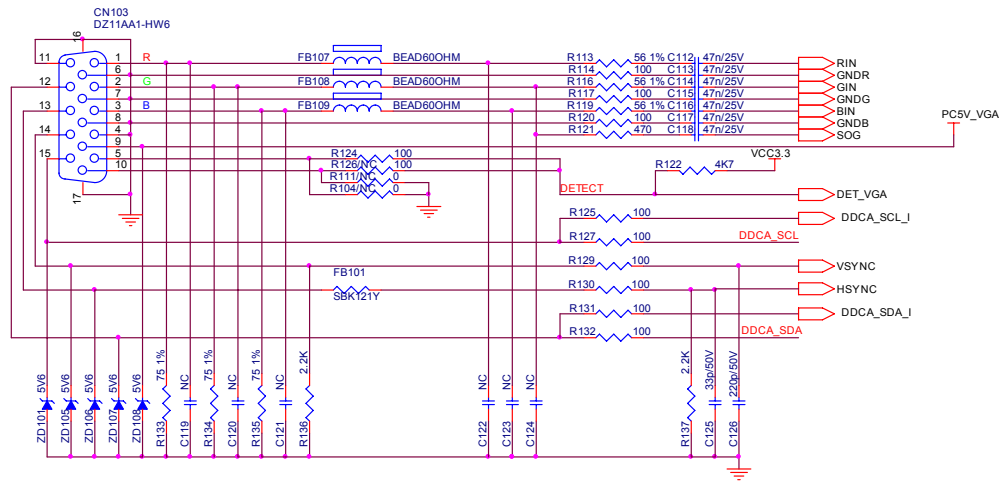 CN103
DZ11AA1-HW6
16
11 1 R FB107 BEAD60OHM R113 56 1% C112 47n/25V RIN
6 R114 100 C113 47n/25V GNDR
12 2 G FB108 BEAD60OHM R116 56 1% C114 47n/25V GIN
7 R117 100 C115 47n/25V GNDG
13 3 B FB109 BEAD60OHM R119 56 1% C116 47n/25V BIN
8 R120 100 C117 47n/25V GNDB
14 4 R121 470 C118 47n/25V SOG
9 PC5V_VGA
15 5 R124 100 VCC3.3
10 R126/NC 100 R122 4K7
R111/NC 0
R104/NC 0 DETECT DET_VGA
17
R125 100 DDCA_SCL_I
R127 100 DDCA_SCL
R129 100 VSYNC
FB101 R130 100 HSYNC
SBK121Y
R131 100 DDCA_SDA_I
R132 100 DDCA_SDA
ZD101 5V6
ZD105 5V6
ZD106 5V6
ZD107 5V6
ZD108 5V6
R133 75 1%
C119 NC
R134 75 1%
C120 NC
R135 75 1%
C121 NC
R136 2.2K
C122 NC
C123 NC
C124 NC
R137 2.2K
C125 33p/50V
C126 220p/50V